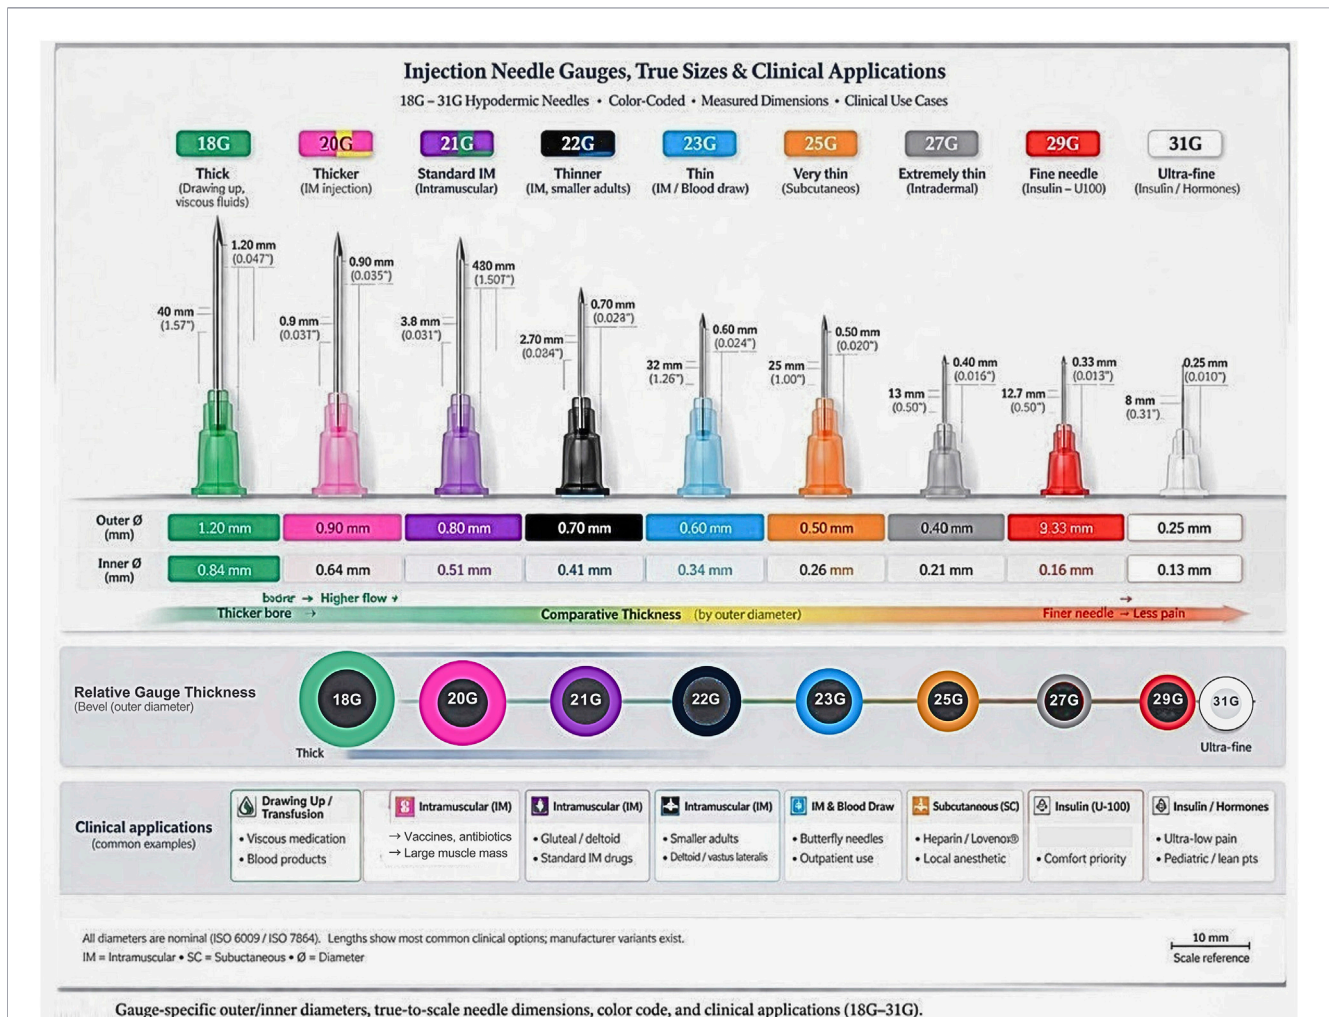 Injection Needle Gauges, True Sizes & Clinical Applications
18G – 31G Hypodermic Needles • Color-Coded • Measured Dimensions • Clinical Use Cases
18G
20G
21G
22G
23G
25G
27G
29G
31G
Thick
(Drawing up,
viscous fluids)
Thicker
(IM injection)
Standard IM
(Intramuscular)
Thinner
(IM, smaller adults)
Thin
(IM / Blood draw)
Very thin
(Subcutaneos)
Extremely thin
(Intradermal)
Fine needle
(Insulin – U100)
Ultra-fine
(Insulin / Hormones)
1.20 mm
(0.047")
40 mm
(1.57")
0.90 mm
(0.035")
0.9 mm
(0.037")
480 mm
(1.507")
3.8 mm
(0.031")
0.70 mm
(0.028")
2.70 mm
(0.024")
0.60 mm
(0.024")
32 mm
(1.26")
0.50 mm
(0.020")
25 mm
(1.00")
0.40 mm
(0.016")
13 mm
(0.50")
0.33 mm
(0.013")
12.7 mm
(0.50")
0.25 mm
(0.010")
8 mm
(0.31")
Outer Ø
(mm)
1.20 mm
0.90 mm
0.80 mm
0.70 mm
0.60 mm
0.50 mm
0.40 mm
9.33 mm
0.25 mm
Inner Ø
(mm)
0.84 mm
0.64 mm
0.51 mm
0.41 mm
0.34 mm
0.26 mm
0.21 mm
0.16 mm
0.13 mm
→ Higher flow
Thicker bore →
Comparative Thickness (by outer diameter)
→
Finer needle → Less pain
Relative Gauge Thickness
(Bevel (outer diameter)
18G
20G
21G
22G
23G
25G
27G
29G
31G
Thick
Ultra-fine
Clinical applications
(common examples)
Drawing Up /
Transfusion
• Viscous medication
• Blood products
Intramuscular (IM)
→ Vaccines, antibiotics
→ Large muscle mass
Intramuscular (IM)
• Gluteal / deltoid
• Standard IM drugs
Intramuscular (IM)
• Smaller adults
• Deltoid / vastus lateralis
IM & Blood Draw
• Butterfly needles
• Outpatient use
Subcutaneous (SC)
• Heparin / Lovenox®
• Local anesthetic
Insulin (U-100)
• Comfort priority
Insulin / Hormones
• Ultra-low pain
• Pediatric / lean pts
All diameters are nominal (ISO 6009 / ISO 7864). Lengths show most common clinical options; manufacturer variants exist.
IM = Intramuscular • SC = Subuctaneous • Ø = Diameter
10 mm
Scale reference
Gauge-specific outer/inner diameters, true-to-scale needle dimensions, color code, and clinical applications (18G–31G).